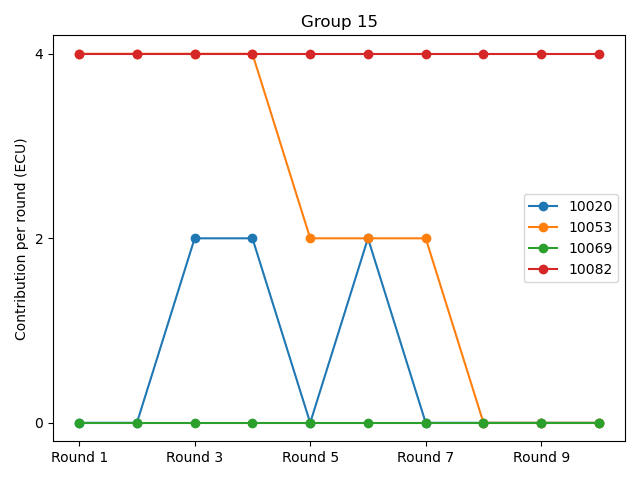 Group 15
Contribution per round (ECU)
4
2
0
10020
10053
10069
10082
Round 1
Round 3
Round 5
Round 7
Round 9